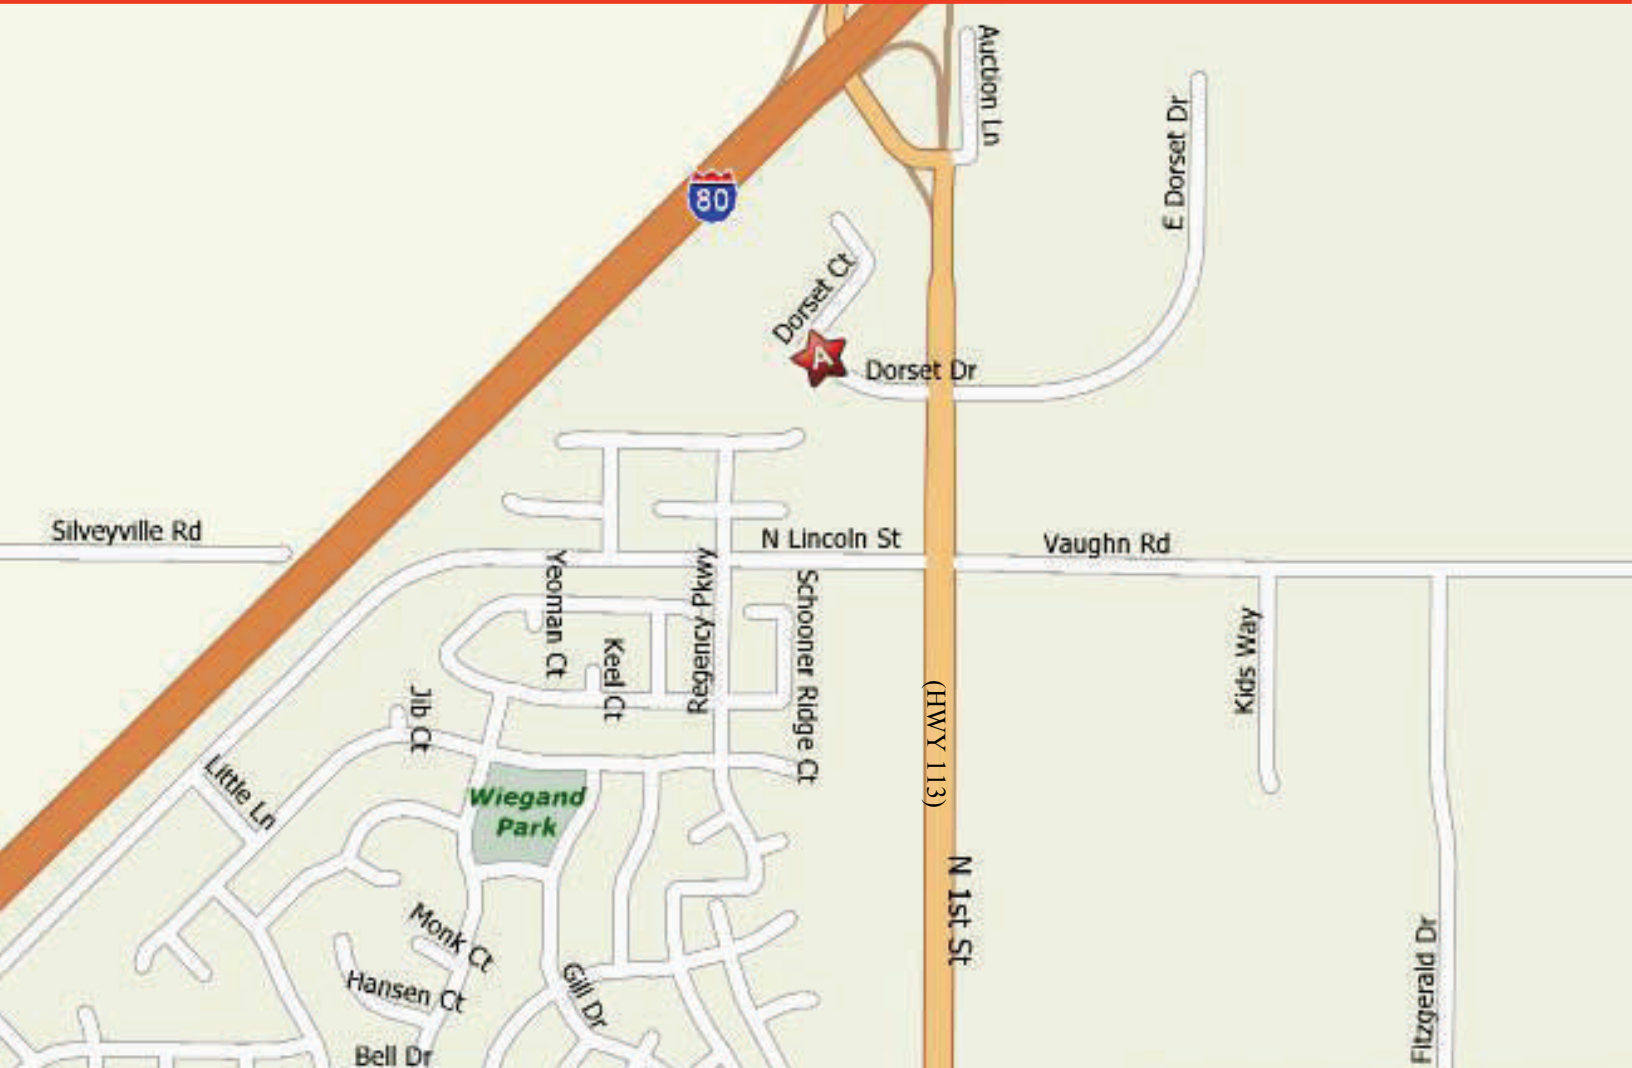 Auction Ln
E Dorset Dr
80
Dorset Ct
A
Dorset Dr
Silveyville Rd
N Lincoln St
Vaughn Rd
Yeoman Ct
Regency Pkwy
Schooner Ridge Ct
Keel Ct
Kids Way
Jib Ct
(HWY 113)
Little Ln
Wiegand
Park
N 1st St
Monk Ct
Hansen Ct
Gill Dr
Fitzgerald Dr
Bell Dr